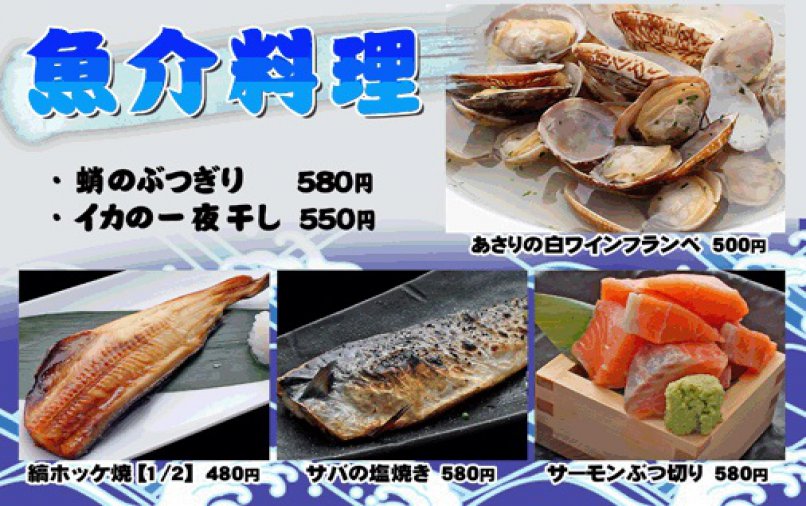 魚介料理
・蛸のぶつぎり 580円
・イカの一夜干し 550円
あさりの白ワインフランベ 500円
縞ホッケ焼【1/2】 480円
サバの塩焼き 580円
サーモンぶつ切り 580円